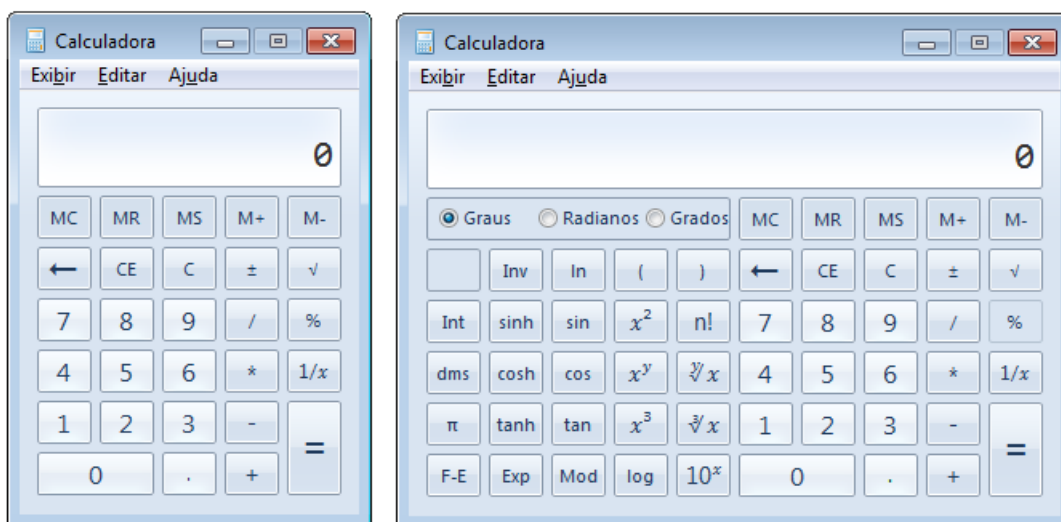 Calculadora
Exibir Editar Ajuda
0
MC MR MS M+ M-
← CE C ± √
7 8 9 / %
4 5 6 * 1/x
1 2 3 - =
0 . +
Calculadora
Exibir Editar Ajuda
0
Graus Radianos Grados MC MR MS M+ M-
Inv ln ( ) ← CE C ± √
Int sinh sin x² n! 7 8 9 / %
dms cosh cos xʸ ʸ√x 4 5 6 * 1/x
π tanh tan x³ ³√x 1 2 3 - =
F-E Exp Mod log 10ˣ 0 . +